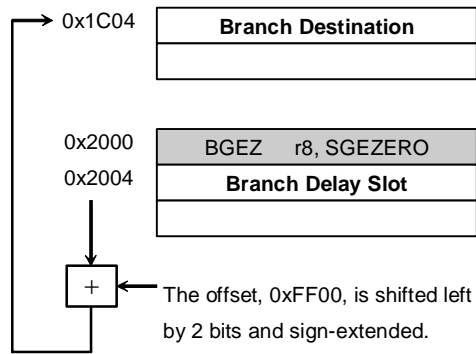 0x1C04 Branch Destination
0x2000 BGEZ r8, SGEZERO
0x2004 Branch Delay Slot
+
The offset, 0xFF00, is shifted left
by 2 bits and sign-extended.